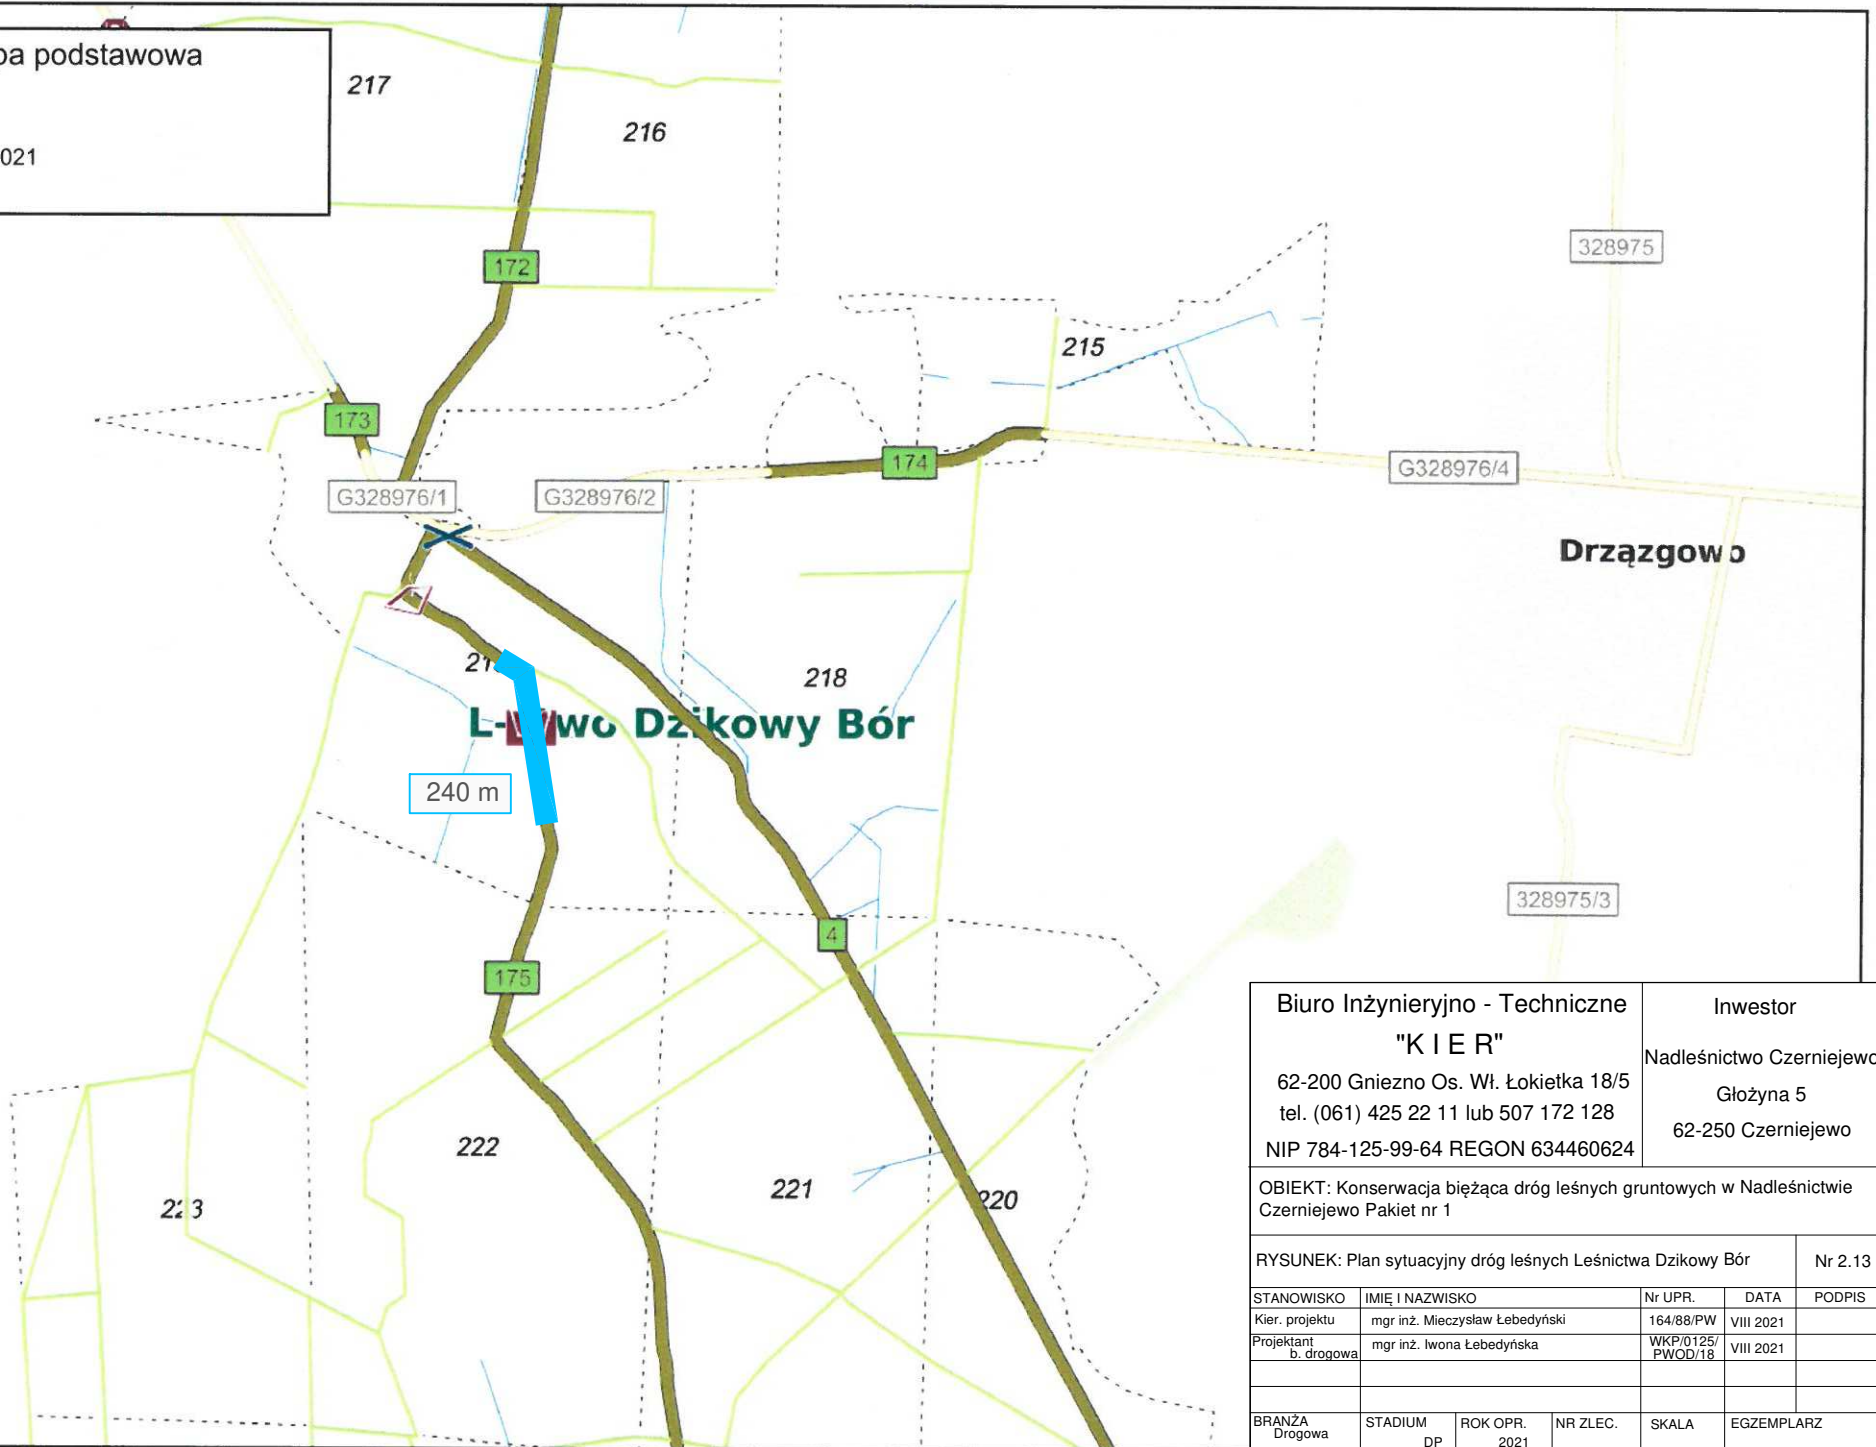 pa podstawowa
021
217
216
172
328975
215
173
174
G328976/1
G328976/2
G328976/4
Drzązgowo
218
L-wo Dzikowy Bór
240 m
328975/3
4
175
222
221
220
223
Biuro Inżynieryjno - Techniczne
"K I E R"
62-200 Gniezno Os. Wł. Łokietka 18/5
tel. (061) 425 22 11 lub 507 172 128
NIP 784-125-99-64 REGON 634460624
Inwestor
Nadleśnictwo Czerniejewo
Głożyna 5
62-250 Czerniejewo
OBIEKT: Konserwacja bieżąca dróg leśnych gruntowych w Nadleśnictwie
Czerniejewo Pakiet nr 1
RYSUNEK: Plan sytuacyjny dróg leśnych Leśnictwa Dzikowy Bór Nr 2.13
STANOWISKO IMIĘ I NAZWISKO Nr UPR. DATA PODPIS
Kier. projektu mgr inż. Mieczysław Łebedyński 164/88/PW VIII 2021
Projektant b. drogowa mgr inż. Iwona Łebedyńska WKP/0125/ PWOD/18 VIII 2021
BRANŻA STADIUM ROK OPR. NR ZLEC. SKALA EGZEMPLARZ
Drogowa DP 2021